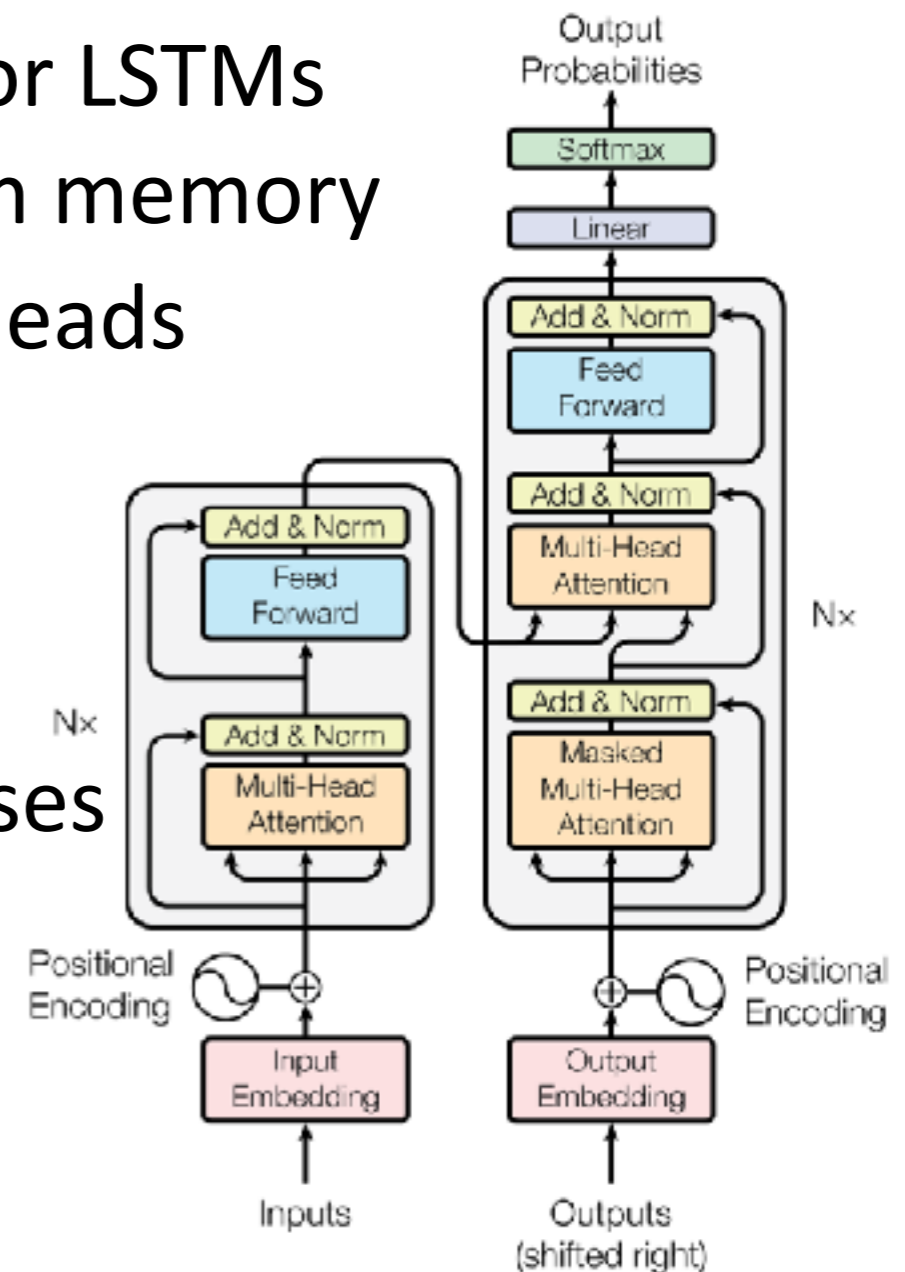 or LSTMs
memory
eads
ses
Output
Probabilities
Softmax
Linear
Add & Norm
Feed
Forward
Add & Norm
Multi-Head
Attention
Add & Norm
Masked
Multi-Head
Attention
Nx
Positional
Encoding
Output
Embedding
Outputs
(shifted right)
Add & Norm
Feed
Forward
Add & Norm
Multi-Head
Attention
Nx
Positional
Encoding
Input
Embedding
Inputs